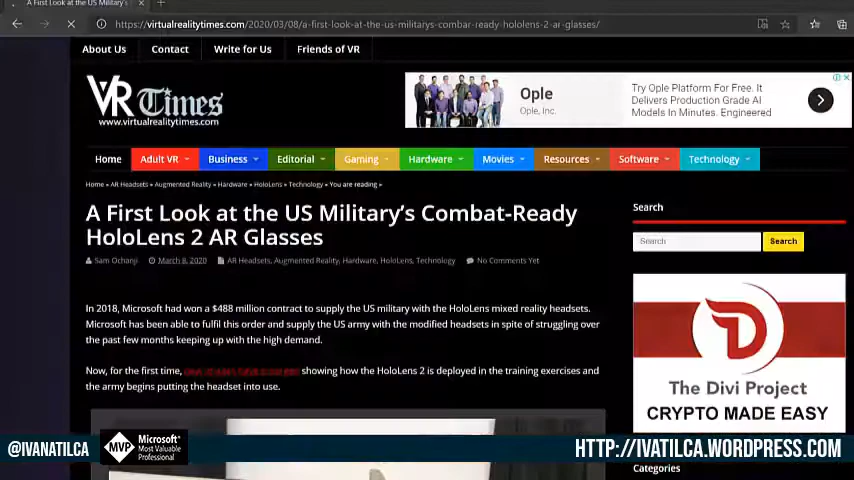 A First Look at the US Military's
https://virtualrealitytimes.com/2020/03/08/a-first-look-at-the-us-militarys-combar-ready-hololens-2-ar-glasses/
About Us Contact Write for Us Friends of VR
VR Times
www.virtualrealitytimes.com
Ople
Ople, Inc.
Try Ople Platform For Free. It
Delivers Production Grade AI
Models In Minutes. Engineered
Home Adult VR Business Editorial Gaming Hardware Movies Resources Software Technology
Home » AR Headsets » Augmented Reality » Hardware » HoloLens » Technology » You are reading »
A First Look at the US Military's Combat-Ready
HoloLens 2 AR Glasses
Sam Ochanji March 8, 2020 AR Headsets, Augmented Reality, Hardware, HoloLens, Technology No Comments Yet
Search
Search Search
In 2018, Microsoft had won a $488 million contract to supply the US military with the HoloLens mixed reality headsets.
Microsoft has been able to fulfil this order and supply the US army with the modified headsets in spite of struggling over
the past few months keeping up with the high demand.
Now, for the first time, showing how the HoloLens 2 is deployed in the training exercises and
the army begins putting the headset into use.
The Divi Project
CRYPTO MADE EASY
@IVANATILCA
MVP
Microsoft®
Most Valuable
Professional
HTTP://IVATILCA.WORDPRESS.COM
Categories